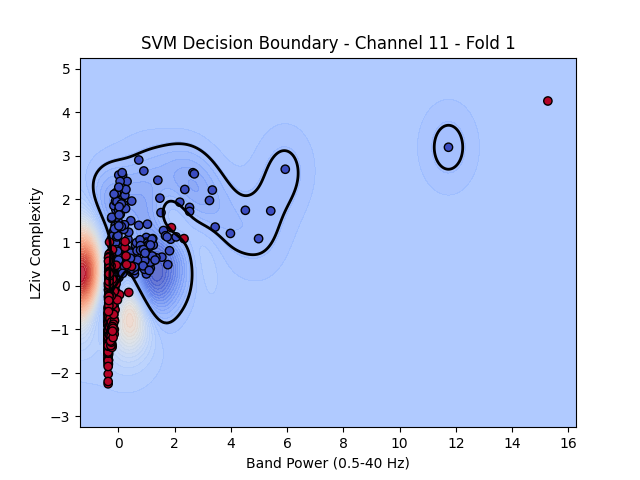 SVM Decision Boundary - Channel 11 - Fold 1
5
4
3
2
1
0
−1
−2
−3
LZiv Complexity
0 2 4 6 8 10 12 14 16
Band Power (0.5-40 Hz)